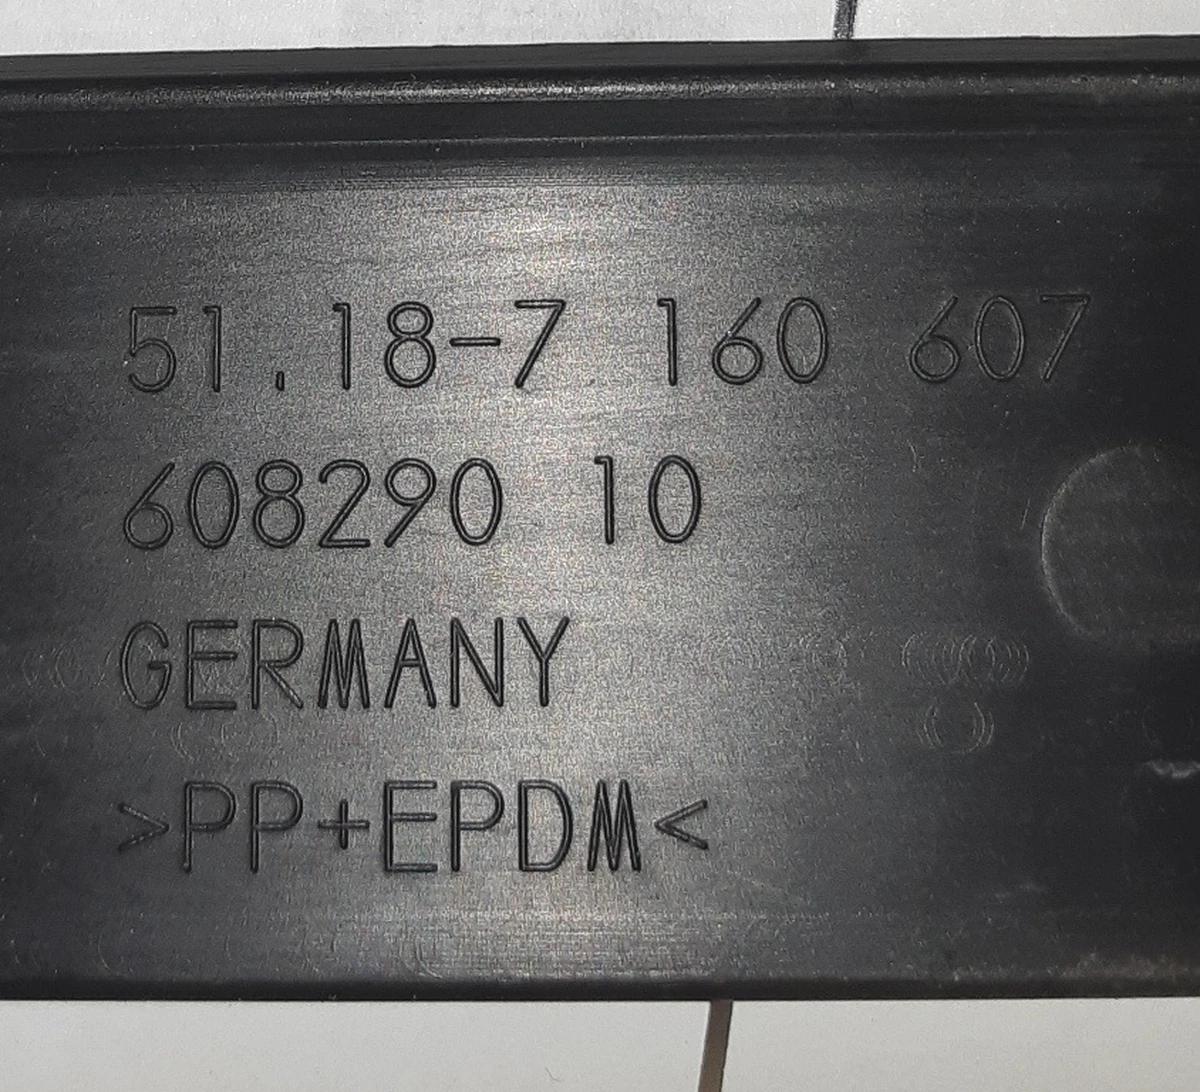 51.18-7 160 607
608290 10
GERMANY
>PP+EPDM<